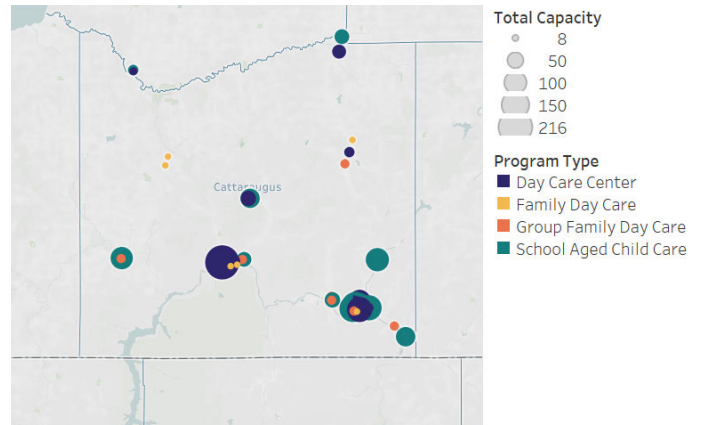 Total Capacity
8
50
100
150
216
Program Type
Day Care Center
Family Day Care
Group Family Day Care
School Aged Child Care
Cattaraugus